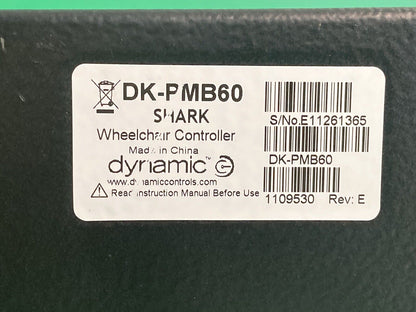 DK-PMB60
SHARK
Wheelchair Controller
Made in China
dynamic™
www.dynamiccontrols.com
Read Instruction Manual Before Use
S/No.E11261365
DK-PMB60
1109530 Rev: E